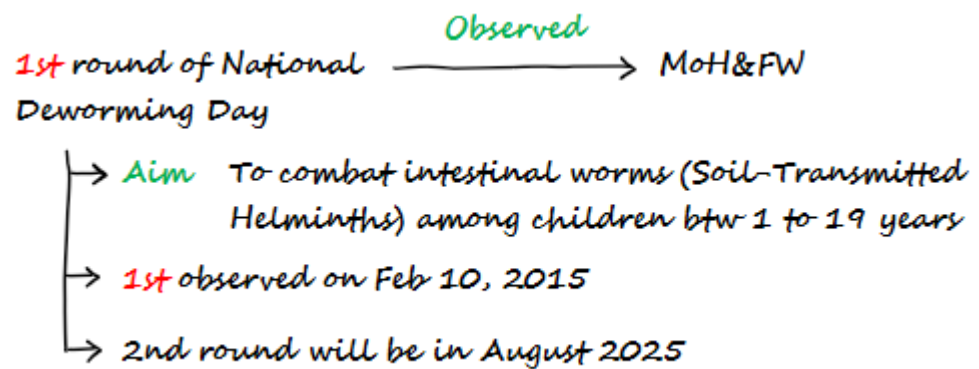 Observed
1st round of National
Deworming Day
MoH&FW
Aim To combat intestinal worms (Soil-Transmitted
Helminths) among children btw 1 to 19 years
1st observed on Feb 10, 2015
2nd round will be in August 2025